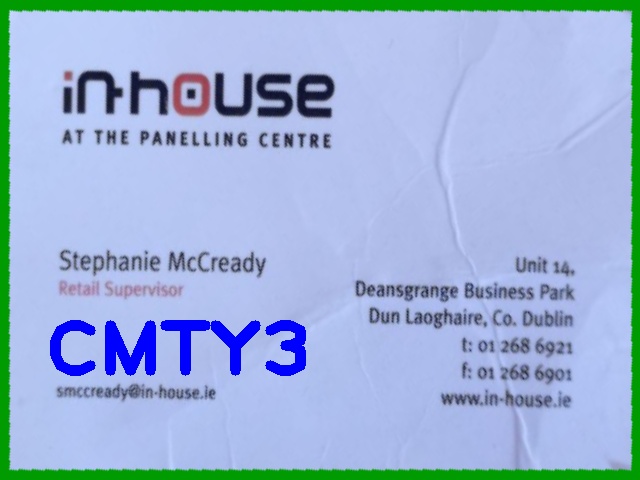 in-house
AT THE PANELLING CENTRE
Stephanie McCready
Retail Supervisor
CMTY3
smccready@in-house.ie
Unit 14,
Deansgrange Business Park
Dun Laoghaire, Co. Dublin
t: 01 268 6921
f: 01 268 6901
www.in-house.ie